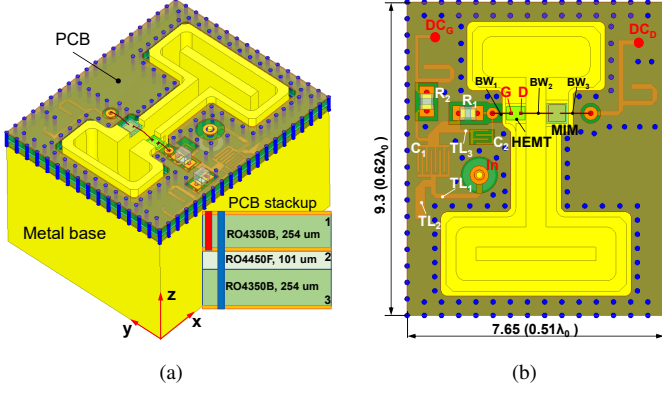 PCB
Metal base
PCB stackup
RO4350B, 254 um
1
RO4450F, 101 um
2
RO4350B, 254 um
3
z
y
x
(a)
9.3 (0.62λ0)
7.65 (0.51λ0)
DCG
DCD
BW1
BW2
BW3
G
D
R2
R1
HEMT
MIM
C1
C2
TL3
In
TL1
TL2
(b)